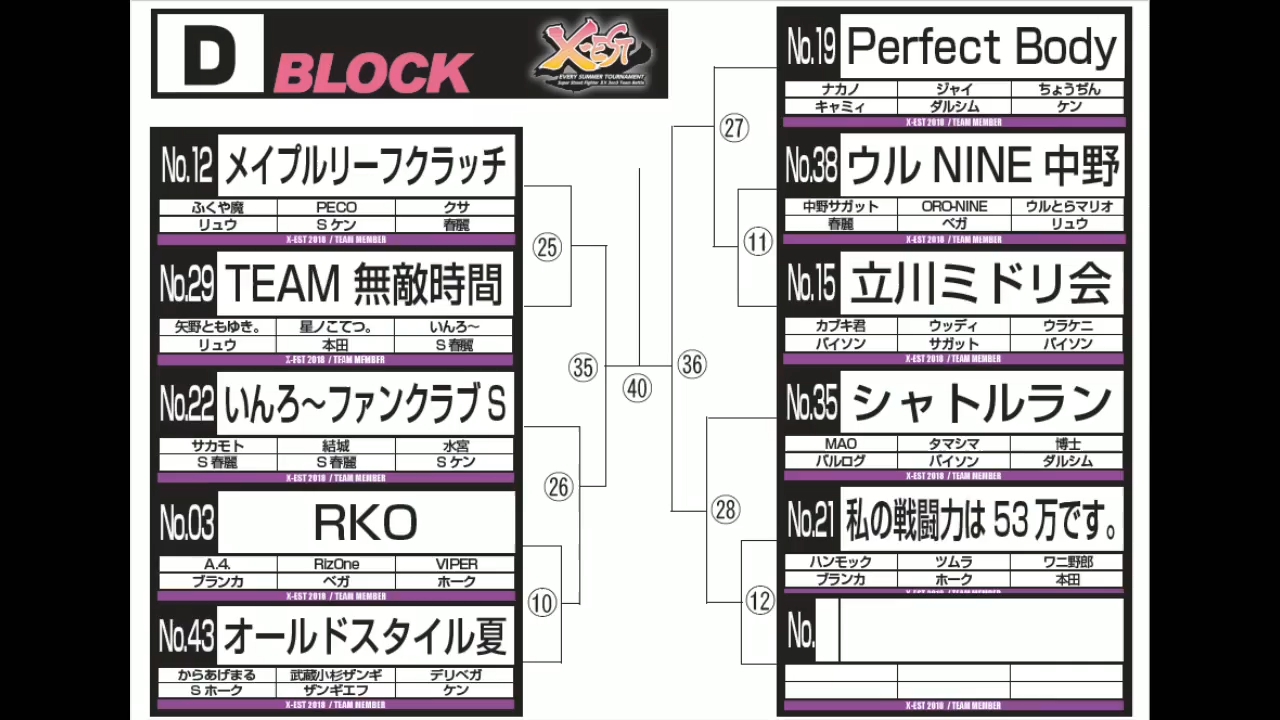 D BLOCK
X-EST
EVERY SUMMER TOURNAMENT
Super Street Fighter II X 3on3 Team Battle
No.12 メイプルリーフクラッチ
ふくや魔 PECO クサ
リュウ S ケン 春麗
X-EST 2018 / TEAM MEMBER
No.29 TEAM 無敵時間
矢野ともゆき。 星ノこてつ。 いんろ～
リュウ 本田 S 春麗
X-EST 2018 / TEAM MEMBER
No.22 いんろ～ファンクラブ S
サカモト 結城 水宮
S 春麗 S 春麗 S ケン
X-EST 2018 / TEAM MEMBER
No.03 RKO
A.4. RizOne VIPER
ブランカ ベガ ホーク
X-EST 2018 / TEAM MEMBER
No.43 オールドスタイル夏
からあげまる 武蔵小杉ザンギ デリベガ
S ホーク ザンギエフ ケン
X-EST 2018 / TEAM MEMBER
25
26
10
35
40
36
27
11
28
12
No.19 Perfect Body
ナカノ ジャイ ちょうぢん
キャミィ ダルシム ケン
X-EST 2018 / TEAM MEMBER
No.38 ウル NINE 中野
中野サガット ORO-NINE ウルとらマリオ
春麗 ベガ リュウ
X-EST 2018 / TEAM MEMBER
No.15 立川ミドリ会
カブキ君 ウッディ ウラケニ
バイソン サガット バイソン
X-EST 2018 / TEAM MEMBER
No.35 シャトルラン
MAO タマシマ 博士
バルログ バイソン ダルシム
X-EST 2018 / TEAM MEMBER
No.21 私の戦闘力は 53 万です。
ハンモック ツムラ ワニ野郎
ブランカ ホーク 本田
X-EST 2018 / TEAM MEMBER
No.
X-EST 2018 / TEAM MEMBER